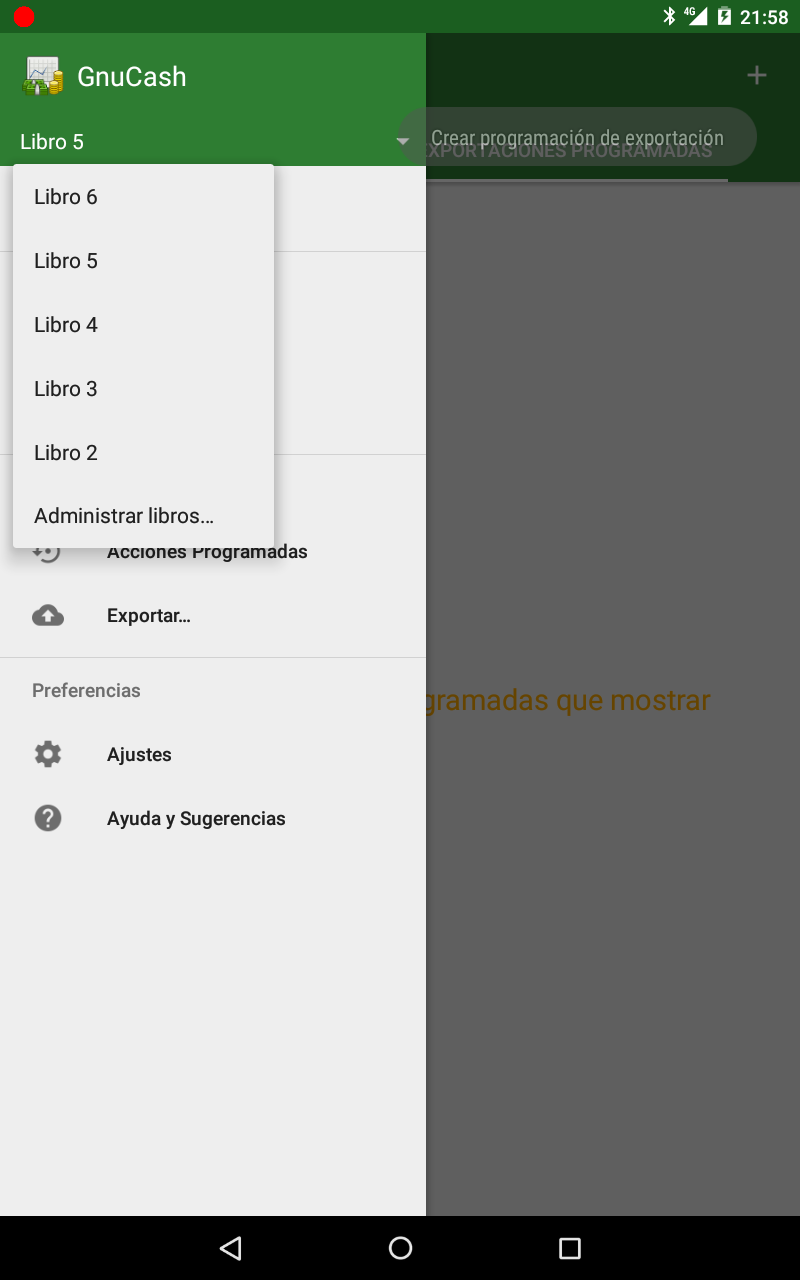 4G 21:58
GnuCash
Libro 5
Crear programación de exportación
EXPORTACIONES PROGRAMADAS
Libro 6
Libro 5
Libro 4
Libro 3
Libro 2
Administrar libros...
Acciones Programadas
Exportar...
gramadas que mostrar
Preferencias
Ajustes
Ayuda y Sugerencias